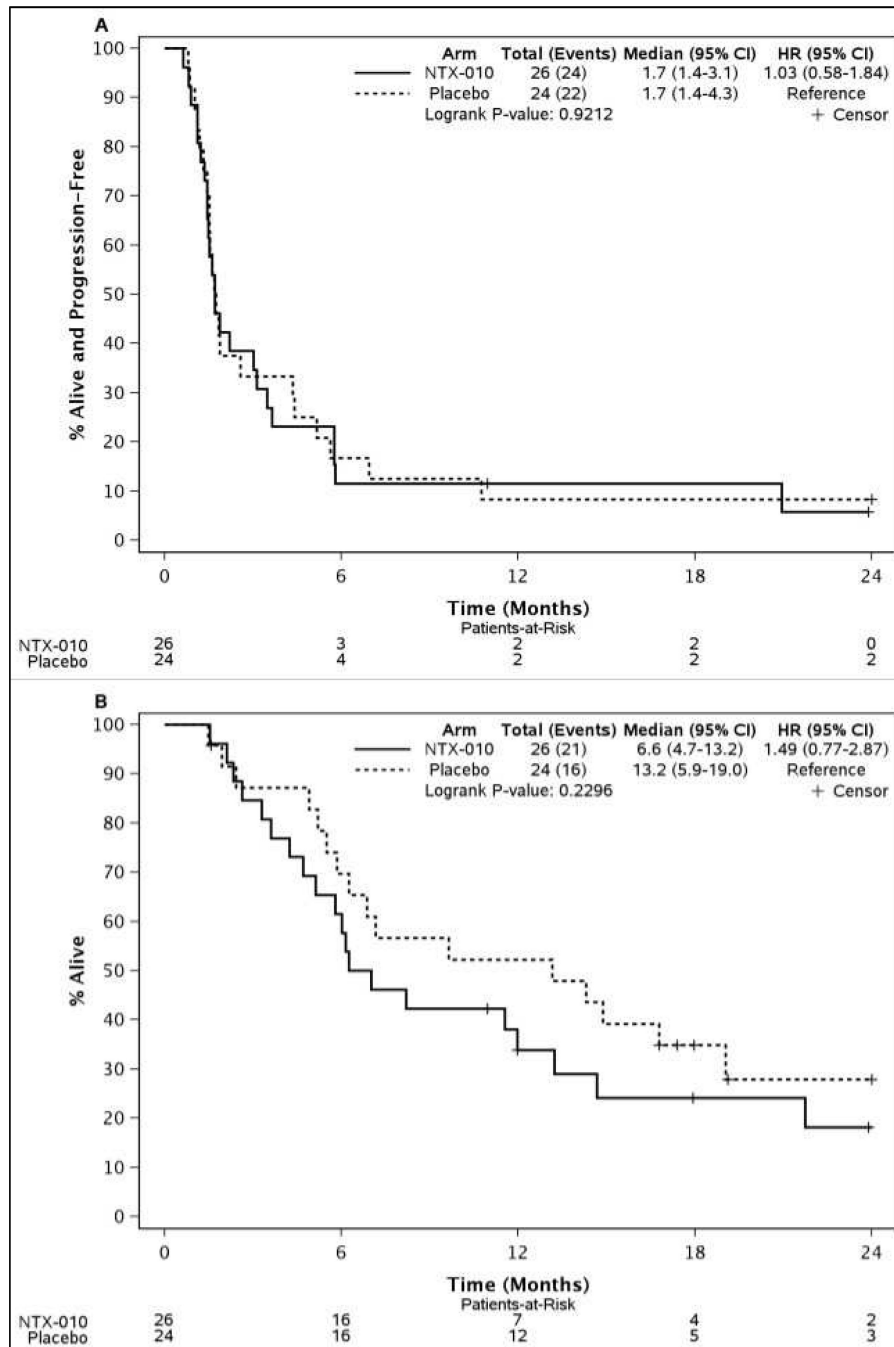 A
Arm Total (Events) Median (95% CI) HR (95% CI)
NTX-010 26 (24) 1.7 (1.4-3.1) 1.03 (0.58-1.84)
Placebo 24 (22) 1.7 (1.4-4.3) Reference
Logrank P-value: 0.9212 + Censor
% Alive and Progression-Free
100
90
80
70
60
50
40
30
20
10
0
0 6 12 18 24
Time (Months)
Patients-at-Risk
NTX-010 26 3 2 2 0
Placebo 24 4 2 2 2
B
Arm Total (Events) Median (95% CI) HR (95% CI)
NTX-010 26 (21) 6.6 (4.7-13.2) 1.49 (0.77-2.87)
Placebo 24 (16) 13.2 (5.9-19.0) Reference
Logrank P-value: 0.2296 + Censor
% Alive
100
90
80
70
60
50
40
30
20
10
0
0 6 12 18 24
Time (Months)
Patients-at-Risk
NTX-010 26 16 7 4 2
Placebo 24 16 12 5 3